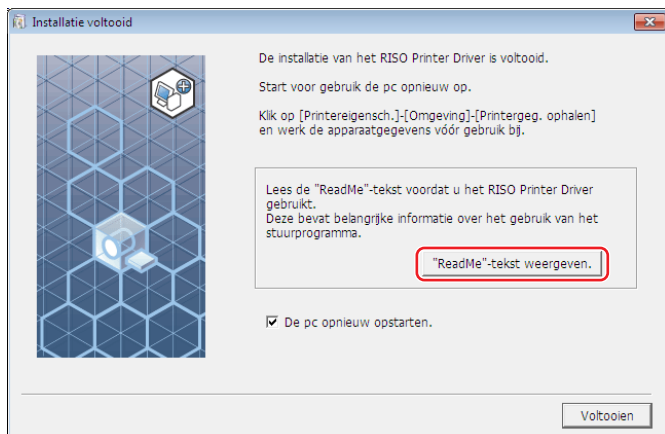 Installatie voltooid
De installatie van het RISO Printer Driver is voltooid.
Start voor gebruik de pc opnieuw op.
Klik op [Printereigensch.]-[Omgeving]-[Printergeg. ophalen]
en werk de apparaatgegevens vóór gebruik bij.
Lees de "ReadMe"-tekst voordat u het RISO Printer Driver
gebruikt.
Deze bevat belangrijke informatie over het gebruik van het
stuurprogramma.
"ReadMe"-tekst weergeven.
De pc opnieuw opstarten.
Voltooien